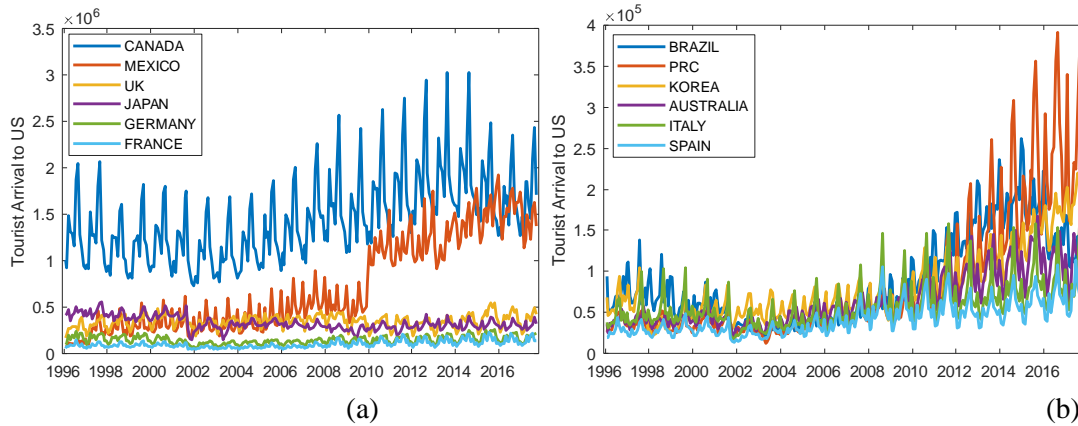 ×10^6
3.5
3
2.5
2
1.5
1
0.5
0
Tourist Arrival to US
CANADA
MEXICO
UK
JAPAN
GERMANY
FRANCE
1996 1998 2000 2002 2004 2006 2008 2010 2012 2014 2016
(a)
×10^5
4
3.5
3
2.5
2
1.5
1
0.5
0
Tourist Arrival to US
BRAZIL
PRC
KOREA
AUSTRALIA
ITALY
SPAIN
1996 1998 2000 2002 2004 2006 2008 2010 2012 2014 2016
(b)